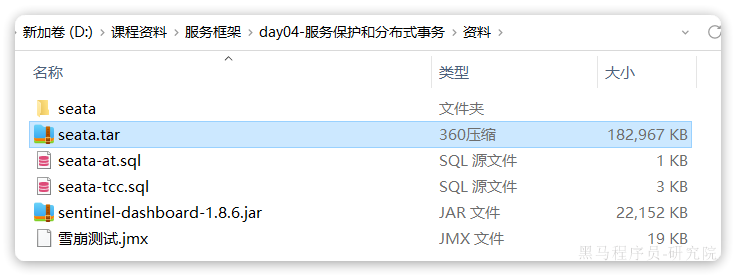 新加卷 (D:) > 课程资料 > 服务框架 > day04-服务保护和分布式事务 > 资料 >
名称 类型 大小
seata 文件夹
seata.tar 360压缩 182,967 KB
seata-at.sql SQL 源文件 1 KB
seata-tcc.sql SQL 源文件 3 KB
sentinel-dashboard-1.8.6.jar JAR 文件 22,152 KB
雪崩测试.jmx JMX 文件 19 KB
黑马程序员-研究院